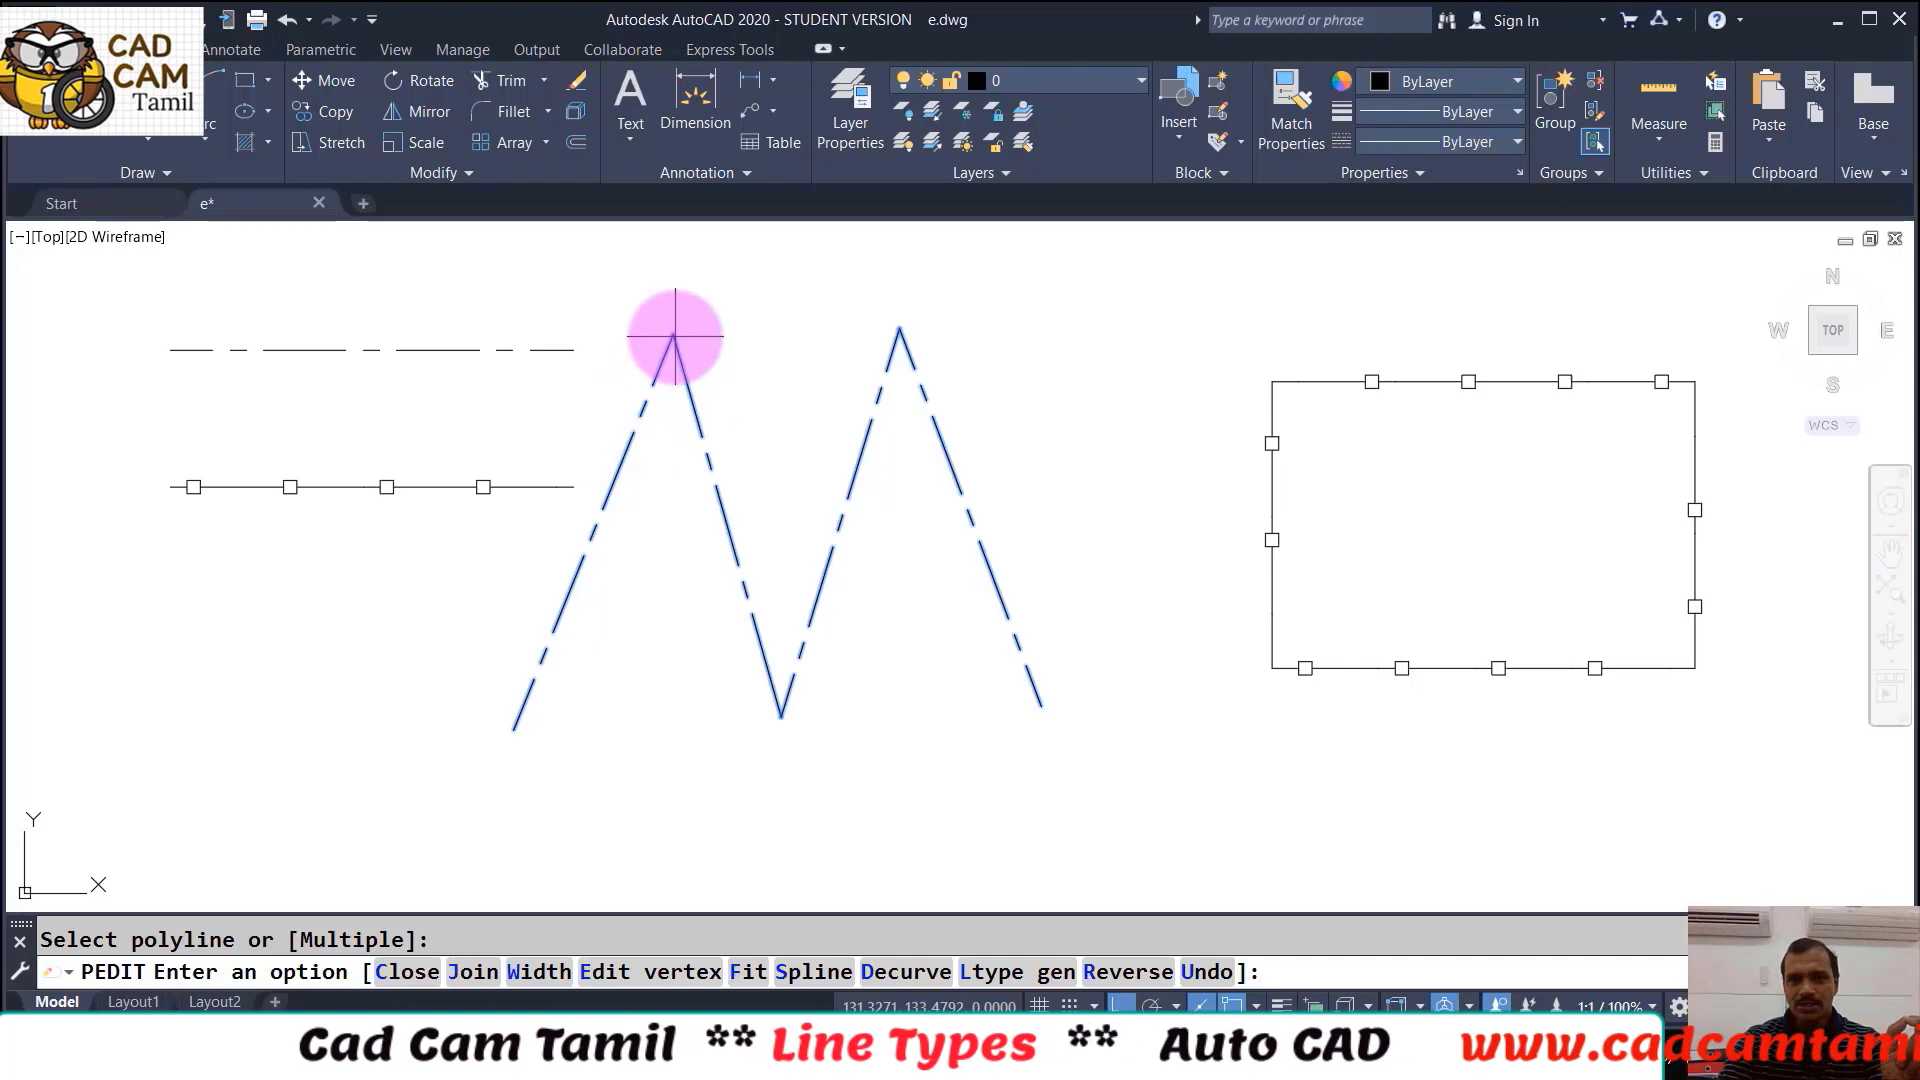 Autodesk AutoCAD 2020 - STUDENT VERSION e.dwg
Type a keyword or phrase
Sign In
CAD
CAM
Tamil
Annotate Parametric View Manage Output Collaborate Express Tools
Move Rotate Trim
Copy Mirror Fillet
Stretch Scale Array
rc
Text
Dimension
Table
Layer
Properties
0
Insert
Match
Properties
ByLayer
ByLayer
ByLayer
Group
Measure
Paste
Base
Draw Modify Annotation Layers Block Properties Groups Utilities Clipboard View
Start e*
[−][Top][2D Wireframe]
N
W TOP E
S
WCS
Y
X
Select polyline or [Multiple]:
PEDIT Enter an option [Close Join Width Edit vertex Fit Spline Decurve Ltype gen Reverse Undo]:
Model Layout1 Layout2
131.3271, 133.4792, 0.0000
1:1 / 100%
Cad Cam Tamil ** Line Types ** Auto CAD www.cadcamtami